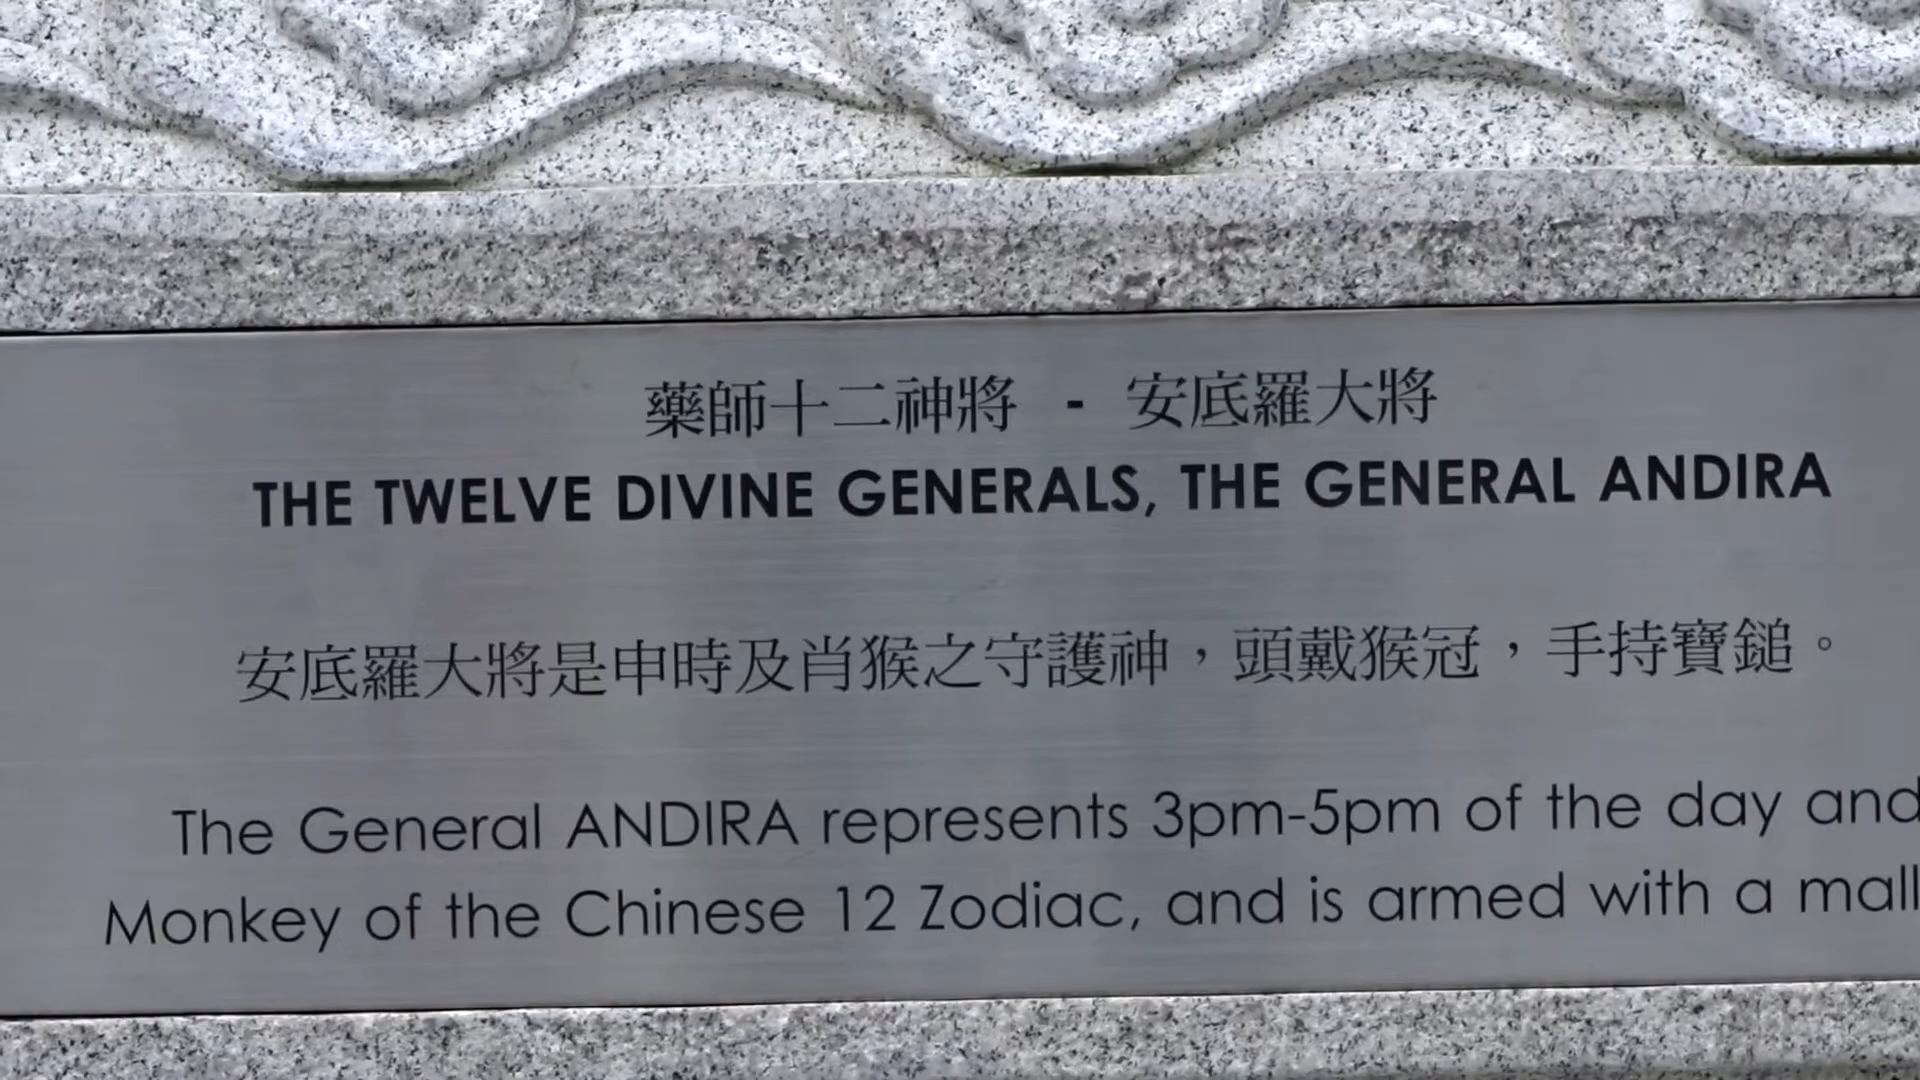 藥師十二神將 - 安底羅大將
THE TWELVE DIVINE GENERALS, THE GENERAL ANDIRA
安底羅大將是申時及肖猴之守護神，頭戴猴冠，手持寶鎚。
The General ANDIRA represents 3pm-5pm of the day and
Monkey of the Chinese 12 Zodiac, and is armed with a